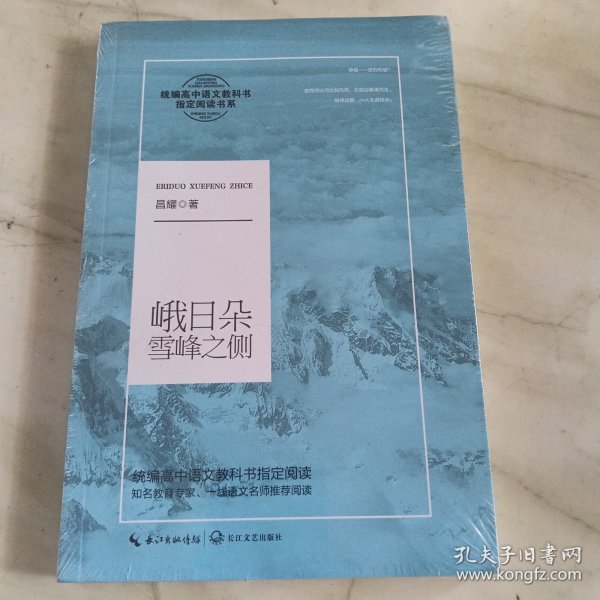 统编高中语文教科书
指定阅读书系
ERIDUO XUEFENG ZHICE
昌耀◎著
峨日朵
雪峰之侧
统编高中语文教科书指定阅读
知名教育专家、一线语文名师推荐阅读
长江出版传媒
长江文艺出版社
孔夫子旧书网
www.kongfz.com